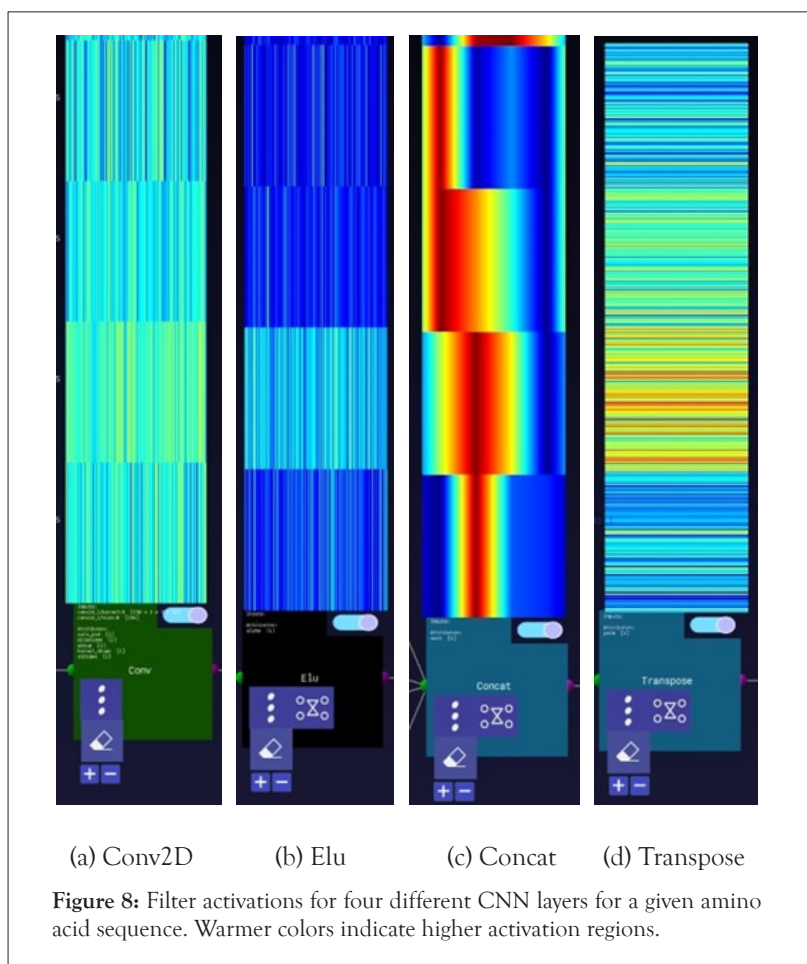 Conv
Elu
Concat
Transpose
(a) Conv2D (b) Elu (c) Concat (d) Transpose
Figure 8: Filter activations for four different CNN layers for a given amino
acid sequence. Warmer colors indicate higher activation regions.